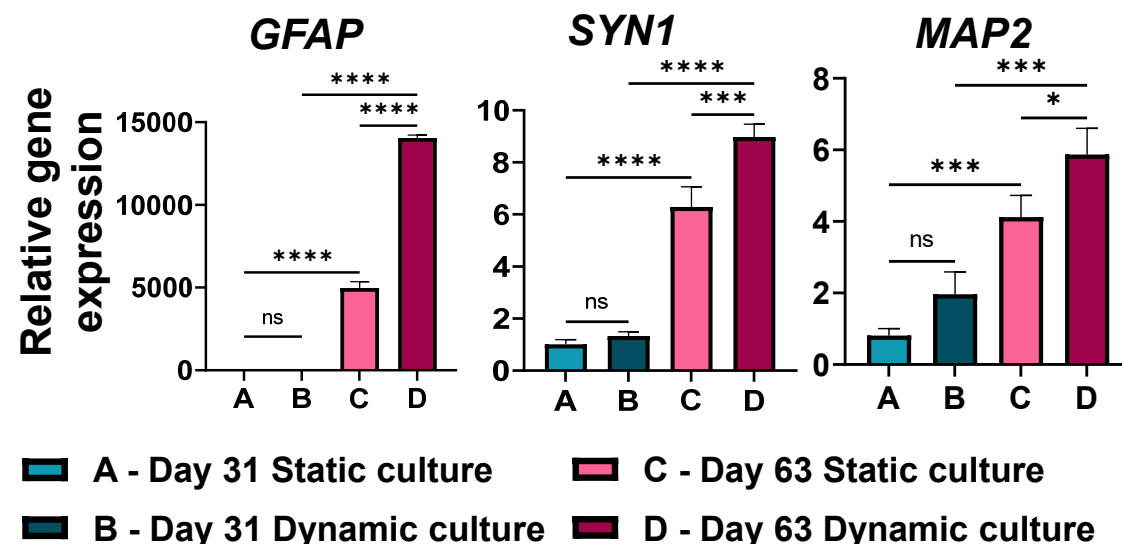 GFAP
SYN1
MAP2
Relative gene
expression
15000
10000
5000
0
****
****
****
ns
A B C D
10
8
6
4
2
0
****
***
****
ns
A B C D
8
6
4
2
0
***
*
***
ns
A B C D
A - Day 31 Static culture
C - Day 63 Static culture
B - Day 31 Dynamic culture
D - Day 63 Dynamic culture